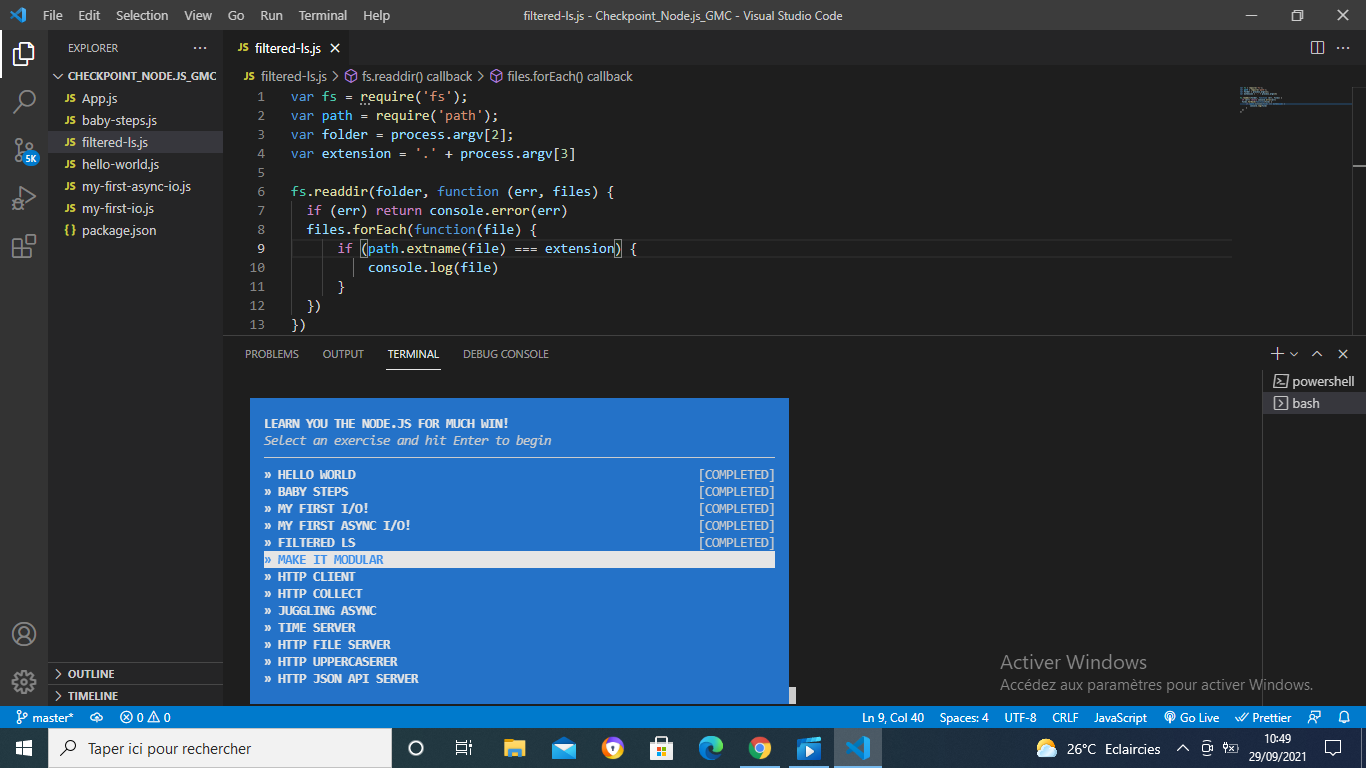 File Edit Selection View Go Run Terminal Help
filtered-ls.js - Checkpoint_Node.js_GMC - Visual Studio Code
EXPLORER
CHECKPOINT_NODE.JS_GMC
JS App.js
JS baby-steps.js
JS filtered-ls.js
JS hello-world.js
JS my-first-async-io.js
JS my-first-io.js
{} package.json
OUTLINE
TIMELINE
5K
JS filtered-ls.js
JS filtered-ls.js > fs.readdir() callback > files.forEach() callback
1 var fs = require('fs');
2 var path = require('path');
3 var folder = process.argv[2];
4 var extension = '.' + process.argv[3]
5
6 fs.readdir(folder, function (err, files) {
7 if (err) return console.error(err)
8 files.forEach(function(file) {
9 if (path.extname(file) === extension) {
10 console.log(file)
11 }
12 })
13 })
PROBLEMS OUTPUT TERMINAL DEBUG CONSOLE
powershell
bash
LEARN YOU THE NODE.JS FOR MUCH WIN!
Select an exercise and hit Enter to begin
» HELLO WORLD [COMPLETED]
» BABY STEPS [COMPLETED]
» MY FIRST I/O! [COMPLETED]
» MY FIRST ASYNC I/O! [COMPLETED]
» FILTERED LS [COMPLETED]
» MAKE IT MODULAR
» HTTP CLIENT
» HTTP COLLECT
» JUGGLING ASYNC
» TIME SERVER
» HTTP FILE SERVER
» HTTP UPPERCASERER
» HTTP JSON API SERVER
Activer Windows
Accédez aux paramètres pour activer Windows.
master* 0 0 Ln 9, Col 40 Spaces: 4 UTF-8 CRLF JavaScript Go Live Prettier
Taper ici pour rechercher
26°C Eclaircies
10:49
29/09/2021